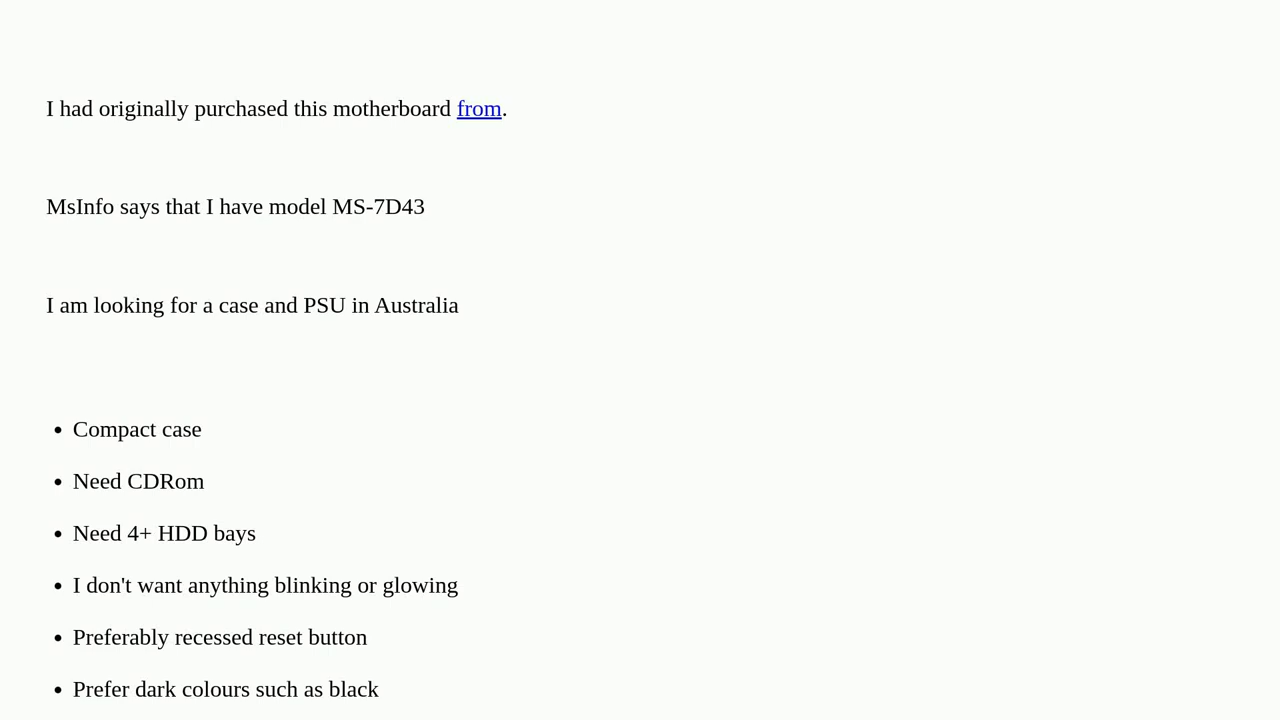 I had originally purchased this motherboard from.
MsInfo says that I have model MS-7D43
I am looking for a case and PSU in Australia
• Compact case
• Need CDRom
• Need 4+ HDD bays
• I don't want anything blinking or glowing
• Preferably recessed reset button
• Prefer dark colours such as black